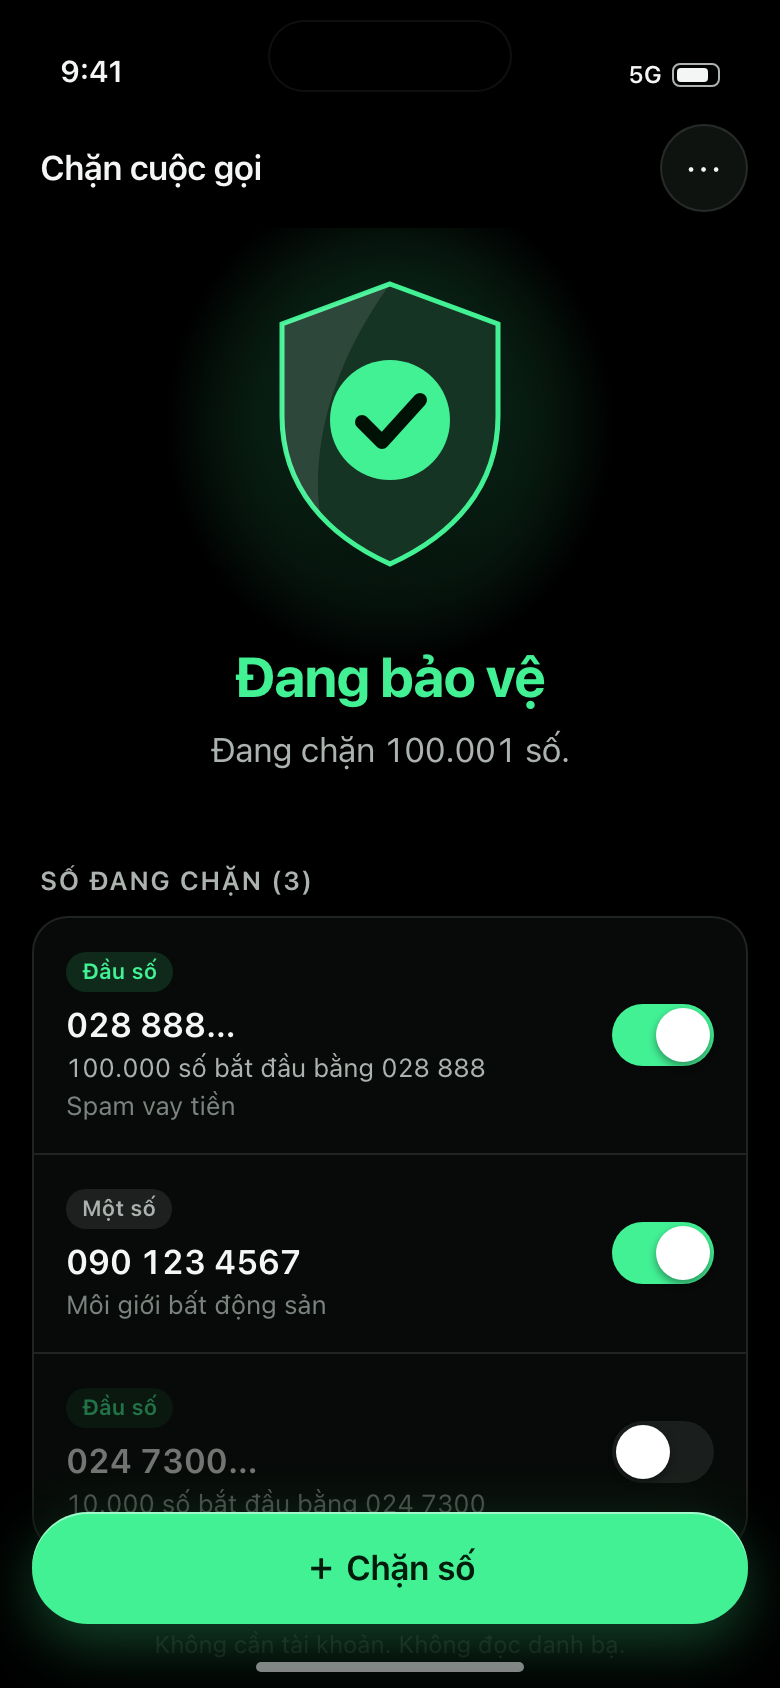 9:41
5G
Chặn cuộc gọi
Đang bảo vệ
Đang chặn 100.001 số.
SỐ ĐANG CHẶN (3)
Đầu số
028 888...
100.000 số bắt đầu bằng 028 888
Spam vay tiền
Một số
090 123 4567
Môi giới bất động sản
Đầu số
024 7300...
10.000 số bắt đầu bằng 024 7300
+ Chặn số
Không cần tài khoản. Không đọc danh bạ.